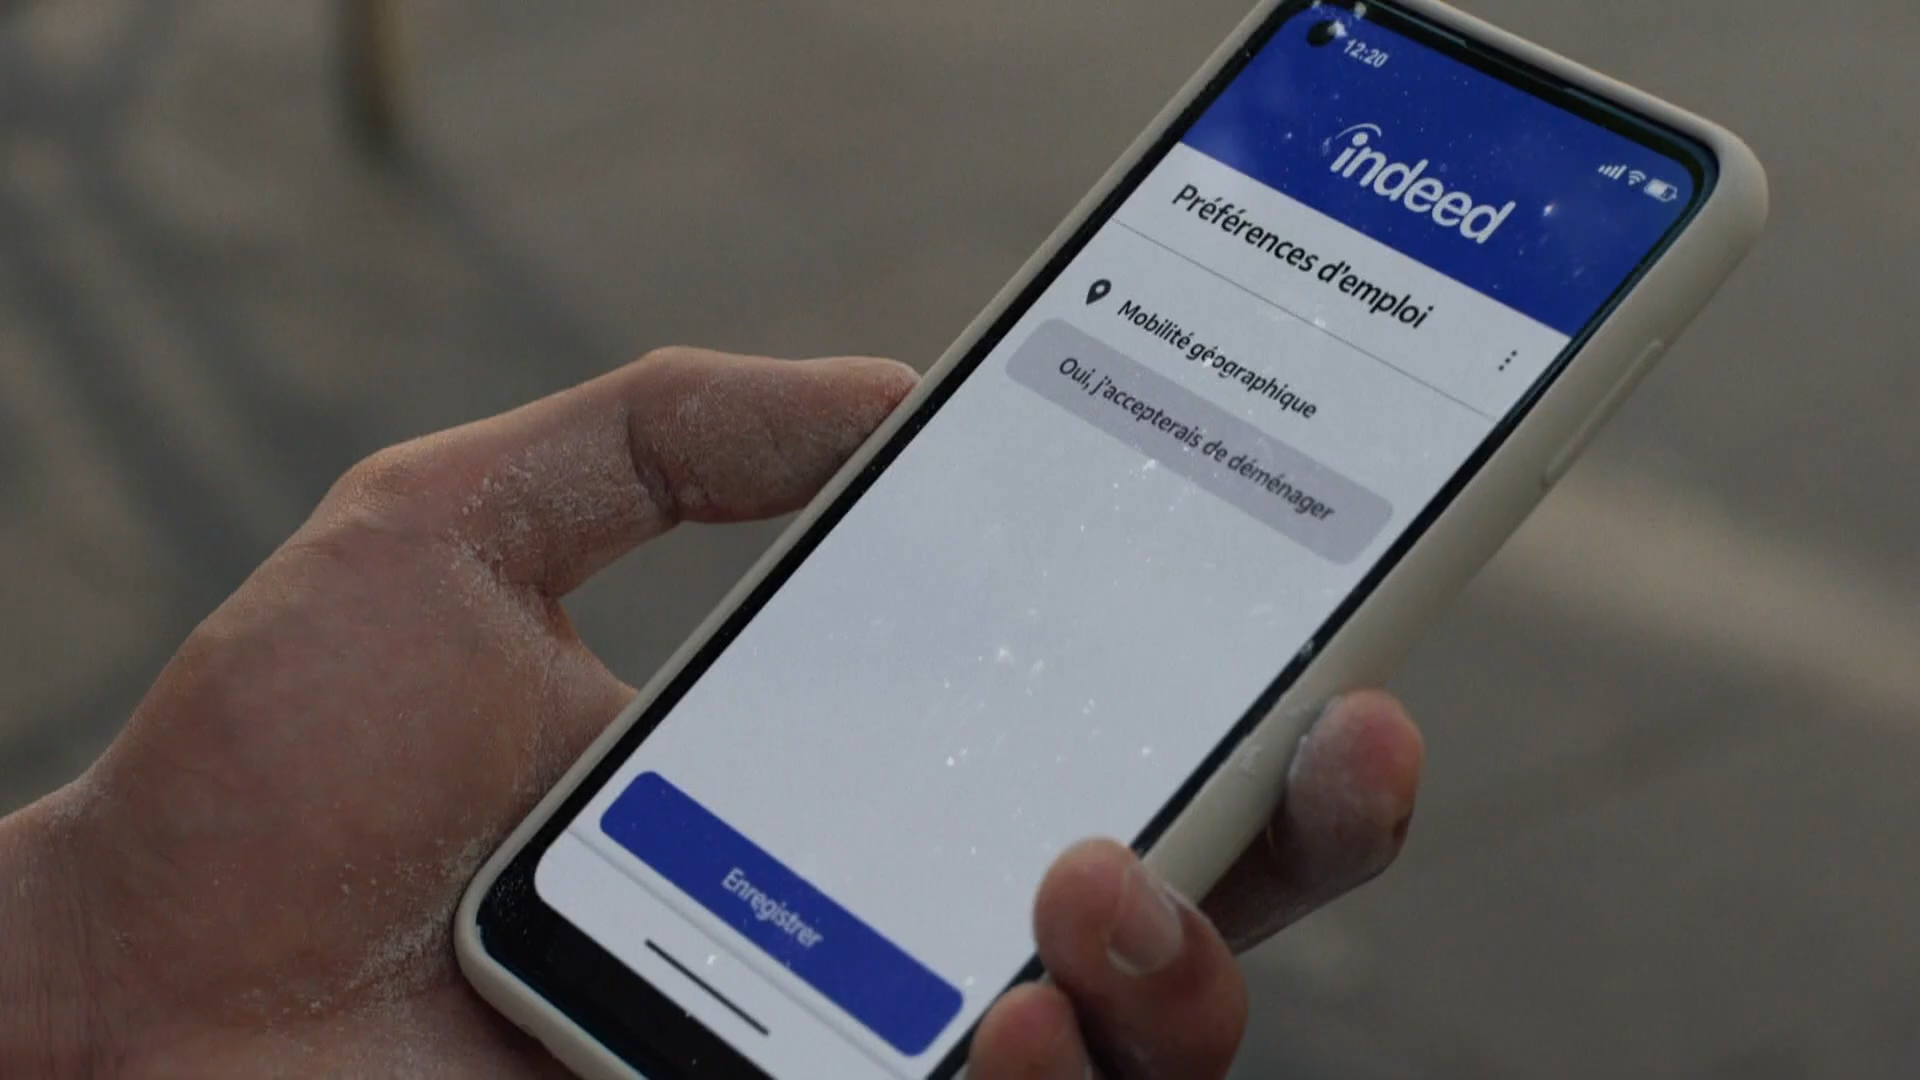 12:20
indeed
Préférences d'emploi
Mobilité géographique
Oui, j'accepterais de déménager
Enregistrer